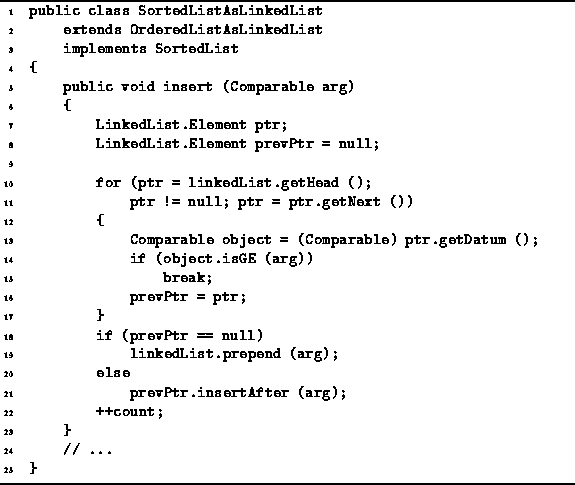 1 public class SortedListAsLinkedList
2     extends OrderedListAsLinkedList
3     implements SortedList
4 {
5     public void insert (Comparable arg)
6     {
7         LinkedList.Element ptr;
8         LinkedList.Element prevPtr = null;
9
10         for (ptr = linkedList.getHead ();
11             ptr != null; ptr = ptr.getNext ())
12         {
13             Comparable object = (Comparable) ptr.getDatum ();
14             if (object.isGE (arg))
15                 break;
16             prevPtr = ptr;
17         }
18         if (prevPtr == null)
19             linkedList.prepend (arg);
20         else
21             prevPtr.insertAfter (arg);
22         ++count;
23     }
24     // ...
25 }